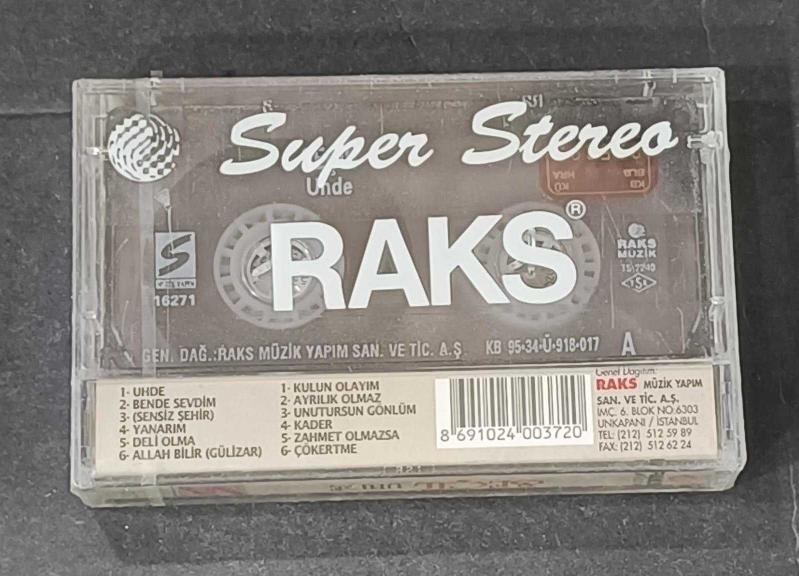 Super Stereo
Uhde
RAKS®
RAKS
MÜZİK
TS 7740
TSE
S
16271
GEN. DAĞ.:RAKS MÜZİK YAPIM SAN. VE TİC. A.Ş.
KB 95-34-Ü-918-017
A
1- UHDE
2- BENDE SEVDİM
3- (SENSİZ ŞEHİR)
4- YANARIM
5- DELİ OLMA
6- ALLAH BİLİR (GÜLİZAR)
1- KULUN OLAYIM
2- AYRILIK OLMAZ
3- UNUTURSUN GÖNLÜM
4- KADER
5- ZAHMET OLMAZSA
6- ÇÖKERTME
8 691024 003720
Genel Dağıtım:
RAKS MÜZİK YAPIM
SAN. VE TİC. A.Ş.
İMÇ. 6. BLOK NO:6303
UNKAPANI / İSTANBUL
TEL: (212) 512 59 89
FAX: (212) 512 62 24